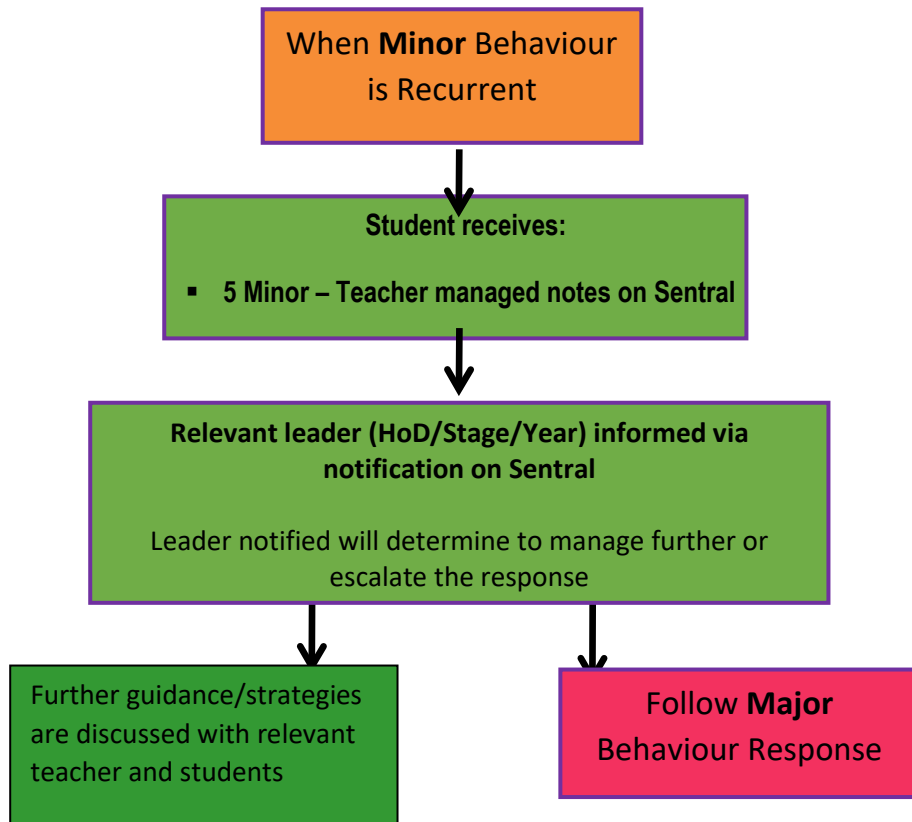 When Minor Behaviour
is Recurrent
Student receives:
▪ 5 Minor – Teacher managed notes on Sentral
Relevant leader (HoD/Stage/Year) informed via
notification on Sentral
Leader notified will determine to manage further or
escalate the response
Further guidance/strategies
are discussed with relevant
teacher and students
Follow Major
Behaviour Response